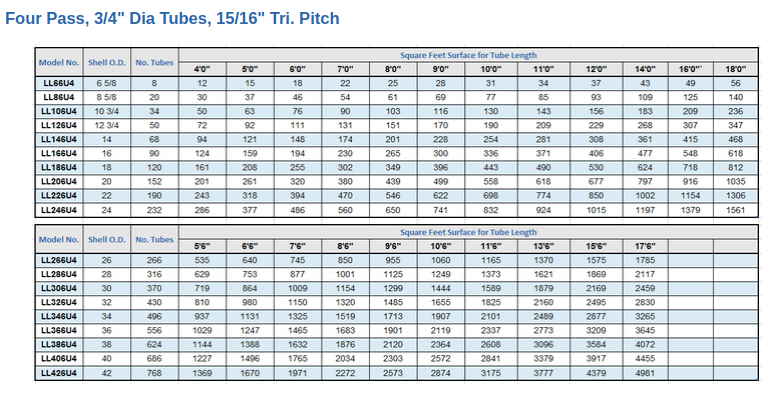 Four Pass, 3/4" Dia Tubes, 15/16" Tri. Pitch
Model No. Shell O.D. No. Tubes Square Feet Surface for Tube Length
4'0" 5'0" 6'0" 7'0" 8'0" 9'0" 10'0" 11'0" 12'0" 14'0" 16'0" 18'0"
LL66U4 6 5/8 8 12 15 18 22 25 28 31 34 37 43 49 56
LL86U4 8 5/8 20 30 37 46 54 61 69 77 85 93 109 125 140
LL106U4 10 3/4 34 50 63 76 90 103 116 130 143 156 183 209 236
LL126U4 12 3/4 50 72 92 111 131 151 170 190 209 229 268 307 347
LL146U4 14 68 94 121 148 174 201 228 254 281 308 361 415 468
LL166U4 16 90 124 159 194 230 265 300 336 371 406 477 548 618
LL186U4 18 120 161 208 255 302 349 396 443 490 530 624 718 812
LL206U4 20 152 201 261 320 380 439 499 558 618 677 797 916 1035
LL226U4 22 190 243 318 394 470 546 622 698 774 850 1002 1154 1306
LL246U4 24 232 286 377 486 560 650 741 832 924 1015 1197 1379 1561
Model No. Shell O.D. No. Tubes Square Feet Surface for Tube Length
5'6" 6'6" 7'6" 8'6" 9'6" 10'6" 11'6" 13'6" 15'6" 17'6"
LL266U4 26 266 535 640 745 850 955 1060 1165 1370 1575 1785
LL286U4 28 316 629 753 877 1001 1125 1249 1373 1621 1869 2117
LL306U4 30 370 719 864 1009 1154 1299 1444 1589 1879 2169 2459
LL326U4 32 430 810 980 1150 1320 1485 1655 1825 2160 2495 2830
LL346U4 34 496 937 1131 1325 1519 1713 1907 2101 2489 2877 3265
LL366U4 36 556 1029 1247 1465 1683 1901 2119 2337 2773 3209 3645
LL386U4 38 624 1144 1388 1632 1876 2120 2364 2608 3096 3584 4072
LL406U4 40 686 1227 1496 1765 2034 2303 2572 2841 3379 3917 4455
LL426U4 42 768 1369 1670 1971 2272 2573 2874 3175 3777 4379 4981